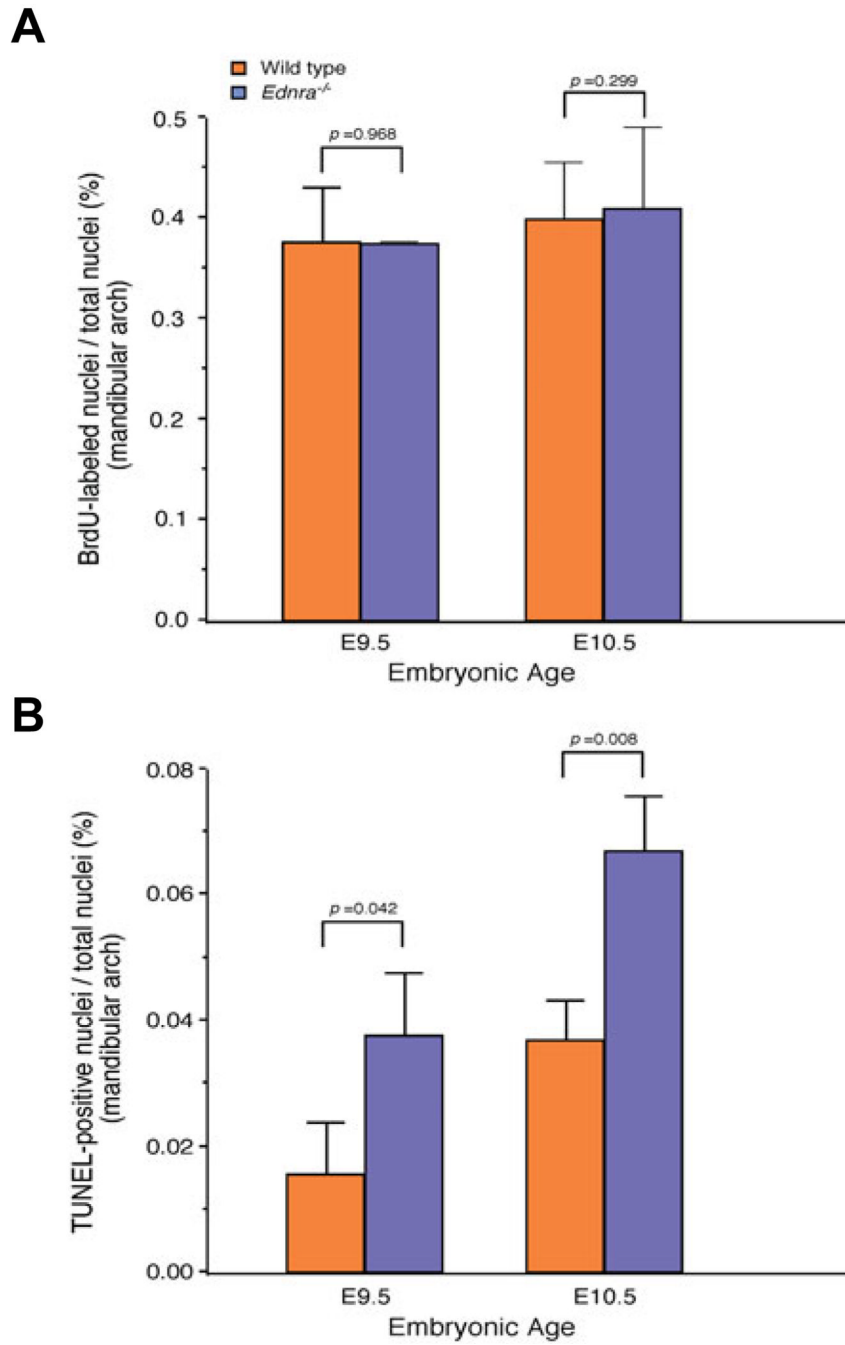 A
Wild type
Ednra-/-
p=0.968
p=0.299
BrdU-labeled nuclei / total nuclei (%)
(mandibular arch)
0.5
0.4
0.3
0.2
0.1
0.0
E9.5
E10.5
Embryonic Age
B
p=0.042
p=0.008
TUNEL-positive nuclei / total nuclei (%)
(mandibular arch)
0.08
0.06
0.04
0.02
0.00
E9.5
E10.5
Embryonic Age